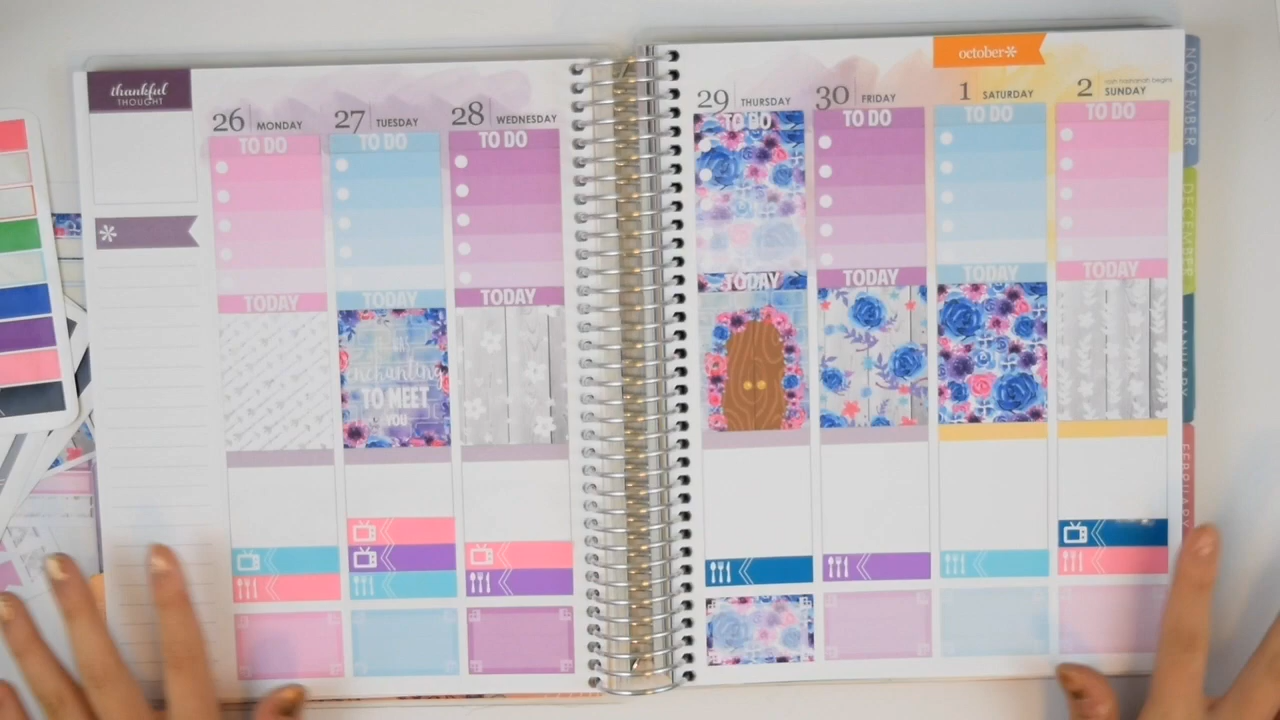 thankful
THOUGHT
october*
26 MONDAY
27 TUESDAY
28 WEDNESDAY
29 THURSDAY
30 FRIDAY
1 SATURDAY
2 rosh hashanah begins
SUNDAY
TO DO
TO DO
TO DO
TO DO
TO DO
TO DO
TO DO
TODAY
TODAY
TODAY
TODAY
TODAY
TODAY
TODAY
enchanting
TO MEET
YOU
NOVEMBER
DECEMBER
JANUARY
FEBRUARY